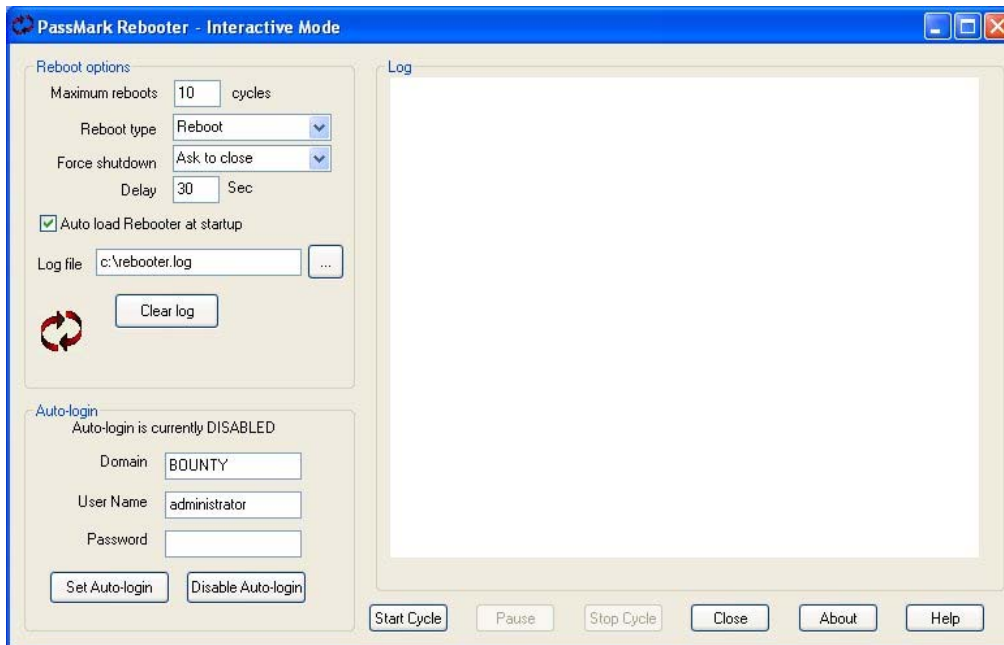 PassMark Rebooter - Interactive Mode
Reboot options
Maximum reboots 10 cycles
Reboot type Reboot
Force shutdown Ask to close
Delay 30 Sec
Auto load Rebooter at startup
Log file c:\rebooter.log ...
Clear log
Auto-login
Auto-login is currently DISABLED
Domain BOUNTY
User Name administrator
Password
Set Auto-login Disable Auto-login
Log
Start Cycle Pause Stop Cycle Close About Help